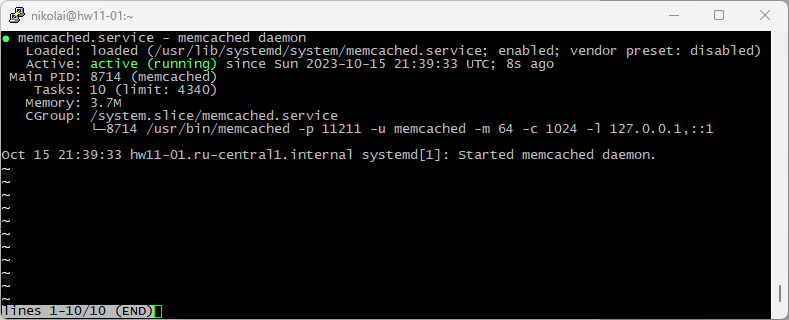 nikolai@hw11-01:~
● memcached.service - memcached daemon
   Loaded: loaded (/usr/lib/systemd/system/memcached.service; enabled; vendor preset: disabled)
   Active: active (running) since Sun 2023-10-15 21:39:33 UTC; 8s ago
 Main PID: 8714 (memcached)
    Tasks: 10 (limit: 4340)
   Memory: 3.7M
   CGroup: /system.slice/memcached.service
           └─8714 /usr/bin/memcached -p 11211 -u memcached -m 64 -c 1024 -l 127.0.0.1,::1
Oct 15 21:39:33 hw11-01.ru-central1.internal systemd[1]: Started memcached daemon.
~
~
~
~
~
~
~
~
~
~
~
lines 1-10/10 (END)